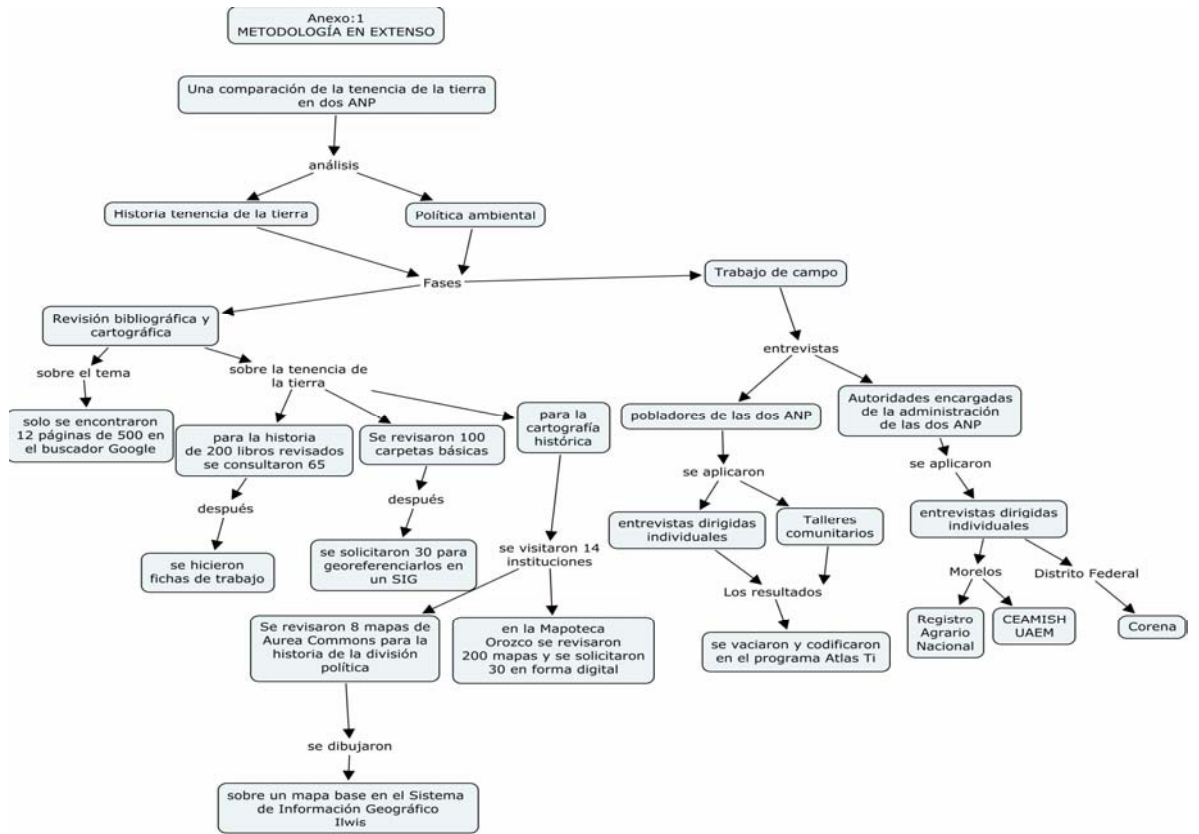 Anexo:1
METODOLOGÍA EN EXTENSO
Una comparación de la tenencia de la tierra
en dos ANP
análisis
Historia tenencia de la tierra
Política ambiental
Fases
Trabajo de campo
Revisión bibliográfica y
cartográfica
entrevistas
sobre el tema
sobre la tenencia de
la tierra
solo se encontraron
12 páginas de 500 en
el buscador Google
para la historia
de 200 libros revisados
se consultaron 65
Se revisaron 100
carpetas básicas
para la
cartografía
histórica
pobladores de las dos ANP
Autoridades encargadas
de la administración
de las dos ANP
después
después
se aplicaron
se aplicaron
se hicieron
fichas de trabajo
se solicitaron 30 para
georeferenciarlos en
un SIG
se visitaron 14
instituciones
entrevistas dirigidas
individuales
Talleres
comunitarios
entrevistas dirigidas
individuales
Los resultados
Morelos
Distrito Federal
Se revisaron 8 mapas de
Aurea Commons para la
historia de la división
política
en la Mapoteca
Orozco se revisaron
200 mapas y se solicitaron
30 en forma digital
se vaciaron y codificaron
en el programa Atlas Ti
Registro
Agrario
Nacional
CEAMISH
UAEM
Corena
se dibujaron
sobre un mapa base en el Sistema
de Información Geográfico
Ilwis